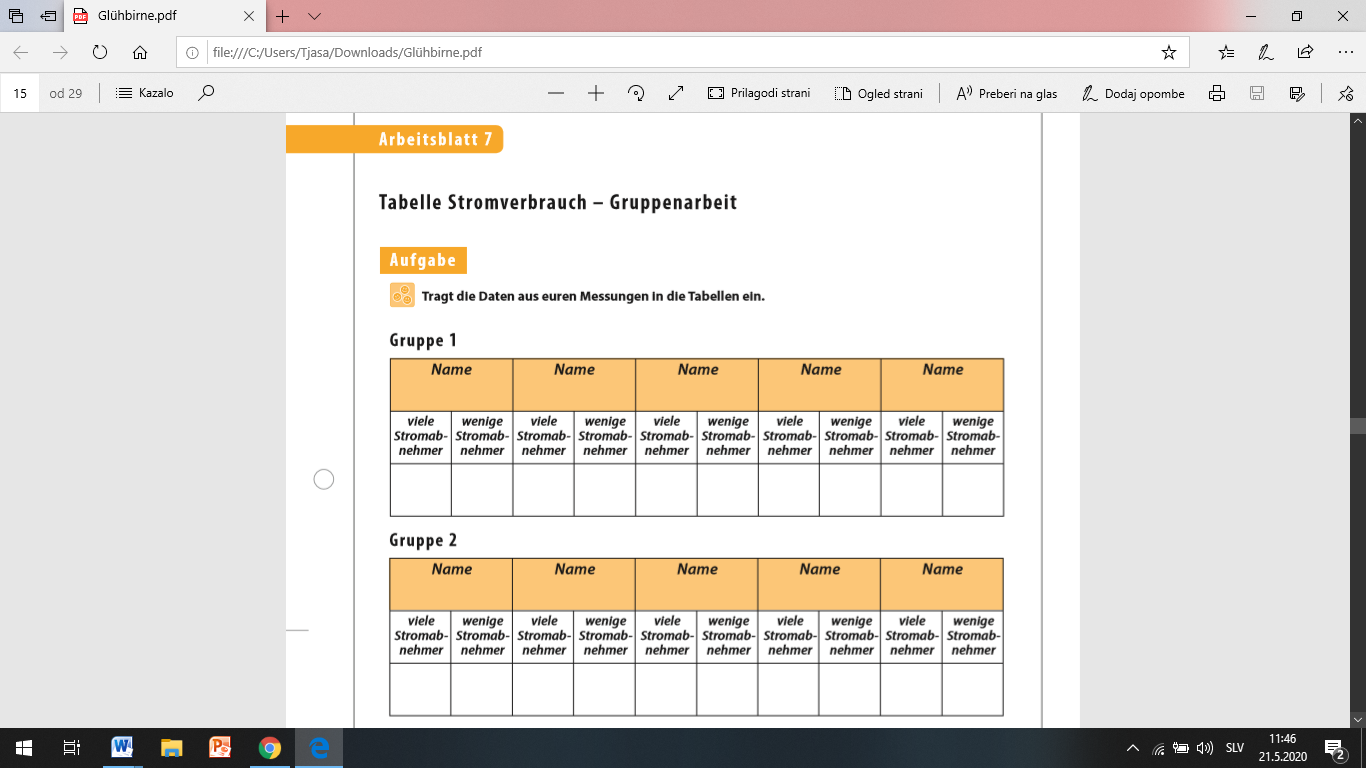 Glühbirne.pdf
file:///C:/Users/Tjasa/Downloads/Glühbirne.pdf
15 od 29 Kazalo Prilagodi strani Ogled strani Preberi na glas Dodaj opombe
Arbeitsblatt 7
Tabelle Stromverbrauch – Gruppenarbeit
Aufgabe
Tragt die Daten aus euren Messungen in die Tabellen ein.
Gruppe 1
Name Name Name Name Name
viele wenige viele wenige viele wenige viele wenige viele wenige
Stromab- Stromab- Stromab- Stromab- Stromab- Stromab- Stromab- Stromab- Stromab- Stromab-
nehmer nehmer nehmer nehmer nehmer nehmer nehmer nehmer nehmer nehmer
Gruppe 2
Name Name Name Name Name
viele wenige viele wenige viele wenige viele wenige viele wenige
Stromab- Stromab- Stromab- Stromab- Stromab- Stromab- Stromab- Stromab- Stromab- Stromab-
nehmer nehmer nehmer nehmer nehmer nehmer nehmer nehmer nehmer nehmer
SLV
11:46
21.5.2020
2